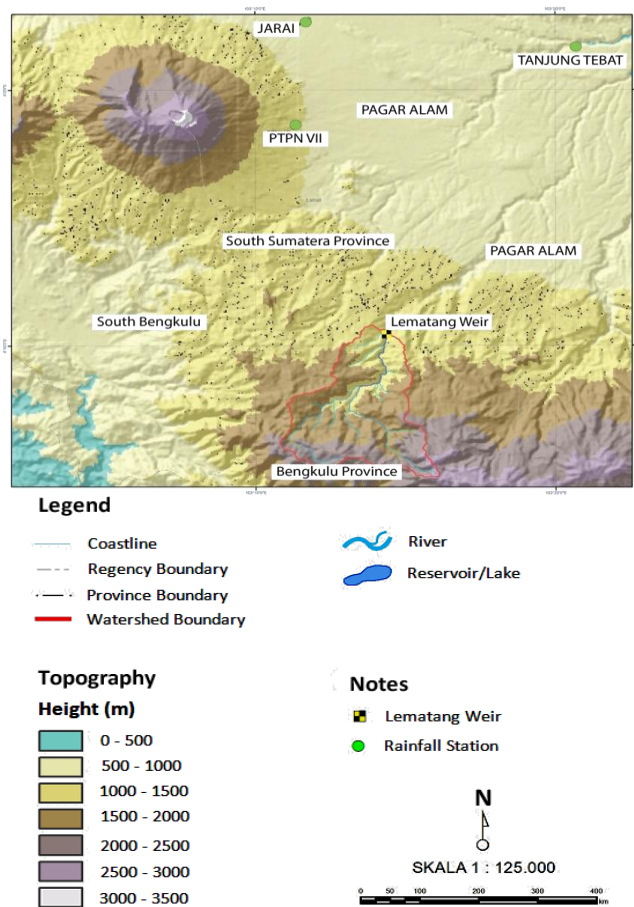 JARAI
TANJUNG TEBAT
PAGAR ALAM
PTPN VII
South Sumatera Province
PAGAR ALAM
South Bengkulu
Lematang Weir
Bengkulu Province
Legend
Coastline
Regency Boundary
Province Boundary
Watershed Boundary
River
Reservoir/Lake
Topography
Height (m)
0 - 500
500 - 1000
1000 - 1500
1500 - 2000
2000 - 2500
2500 - 3000
3000 - 3500
Notes
Lematang Weir
Rainfall Station
N
SKALA 1 : 125.000
0 50 100 200 300 400
km